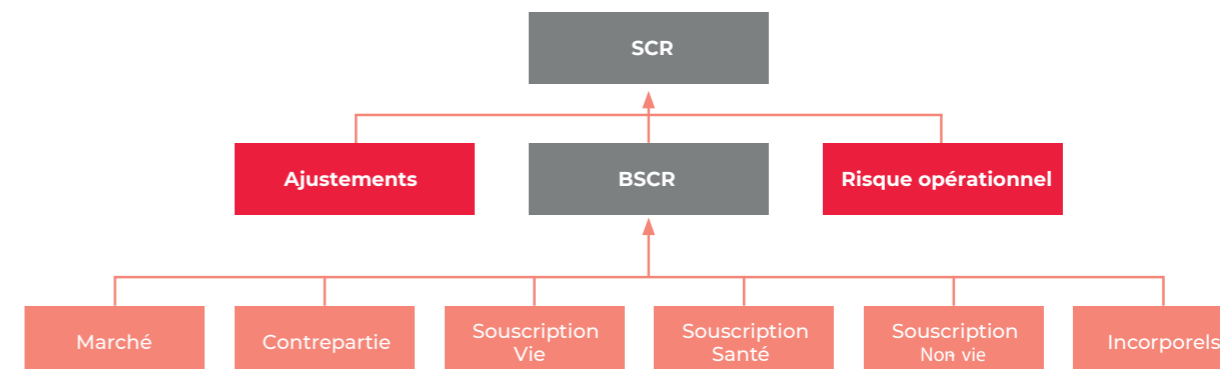 SCR
Ajustements
BSCR
Risque opérationnel
Marché
Contrepartie
Souscription
Vie
Souscription
Santé
Souscription
Non vie
Incorporels